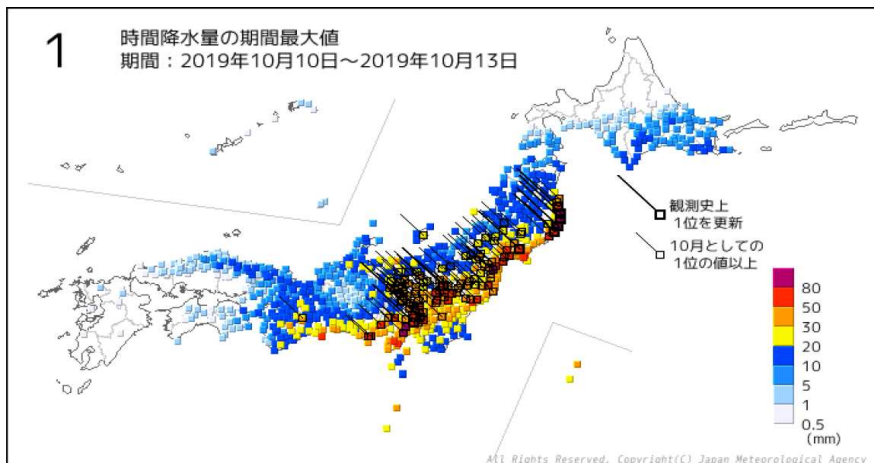 1 時間降水量の期間最大値
期間：2019年10月10日～2019年10月13日
観測史上
1位を更新
10月としての
1位の値以上
80
50
30
20
10
5
1
0.5
(mm)
All Rights Reserved. Copyright(C) Japan Meteorological Agency